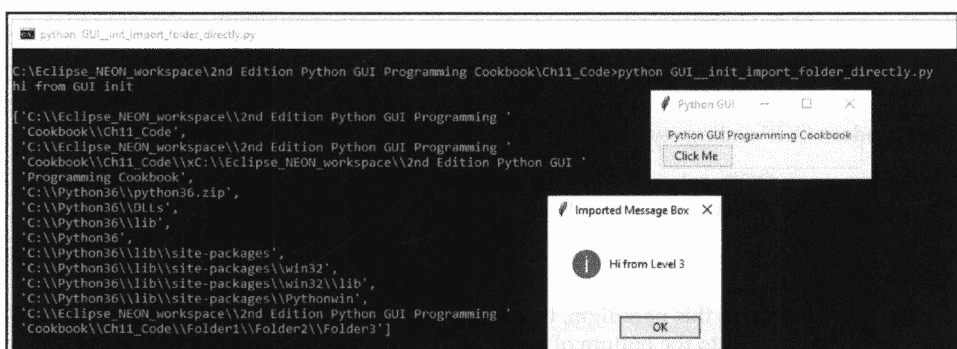 python GUI__init_import_folder_directly.py
C:\Eclipse_NEON_workspace\2nd Edition Python GUI Programming Cookbook\Ch11_Code>python GUI__init_import_folder_directly.py
hi from GUI init
['C:\\Eclipse_NEON_workspace\\2nd Edition Python GUI Programming '
'Cookbook\\Ch11_Code',
'C:\\Eclipse_NEON_workspace\\2nd Edition Python GUI Programming '
'Cookbook\\Ch11_Code\\xC:\\Eclipse_NEON_workspace\\2nd Edition Python GUI '
'Programming Cookbook',
'C:\\Python36\\python36.zip',
'C:\\Python36\\DLLs',
'C:\\Python36\\lib',
'C:\\Python36',
'C:\\Python36\\lib\\site-packages',
'C:\\Python36\\lib\\site-packages\\win32',
'C:\\Python36\\lib\\site-packages\\win32\\lib',
'C:\\Python36\\lib\\site-packages\\Pythonwin',
'C:\\Eclipse_NEON_workspace\\2nd Edition Python GUI Programming '
'Cookbook\\Ch11_Code\\Folder1\\Folder2\\Folder3']
Python GUI
Python GUI Programming Cookbook
Click Me
Imported Message Box
Hi from Level 3
OK